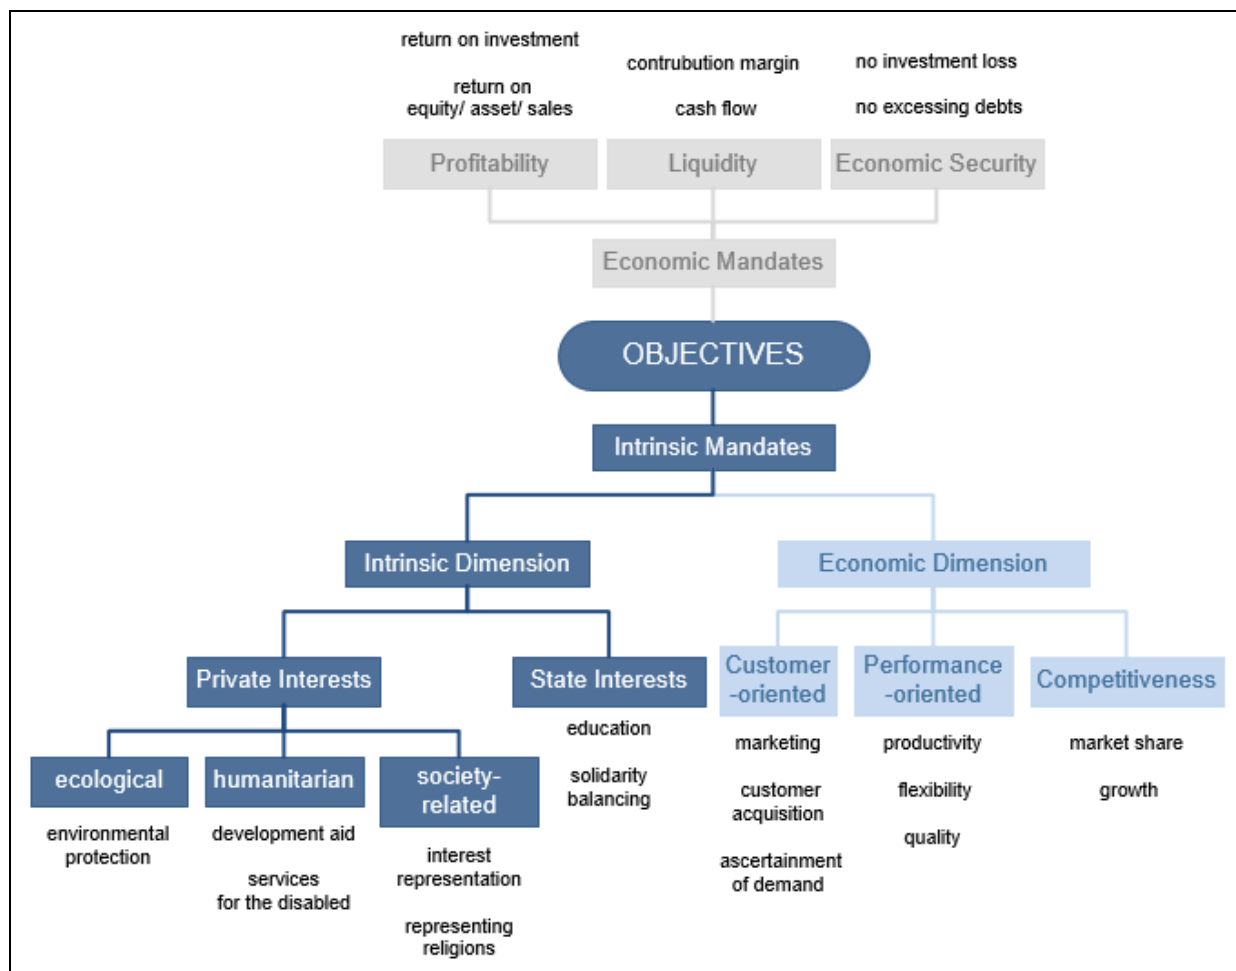 return on investment
return on
equity/ asset/ sales
contrubution margin
cash flow
no investment loss
no excessing debts
Profitability
Liquidity
Economic Security
Economic Mandates
OBJECTIVES
Intrinsic Mandates
Intrinsic Dimension
Economic Dimension
Private Interests
State Interests
education
solidarity
balancing
Customer
-oriented
Performance
-oriented
Competitiveness
marketing
customer
acquisition
ascertainment
of demand
productivity
flexibility
quality
market share
growth
ecological
environmental
protection
humanitarian
development aid
services
for the disabled
society-
related
interest
representation
representing
religions